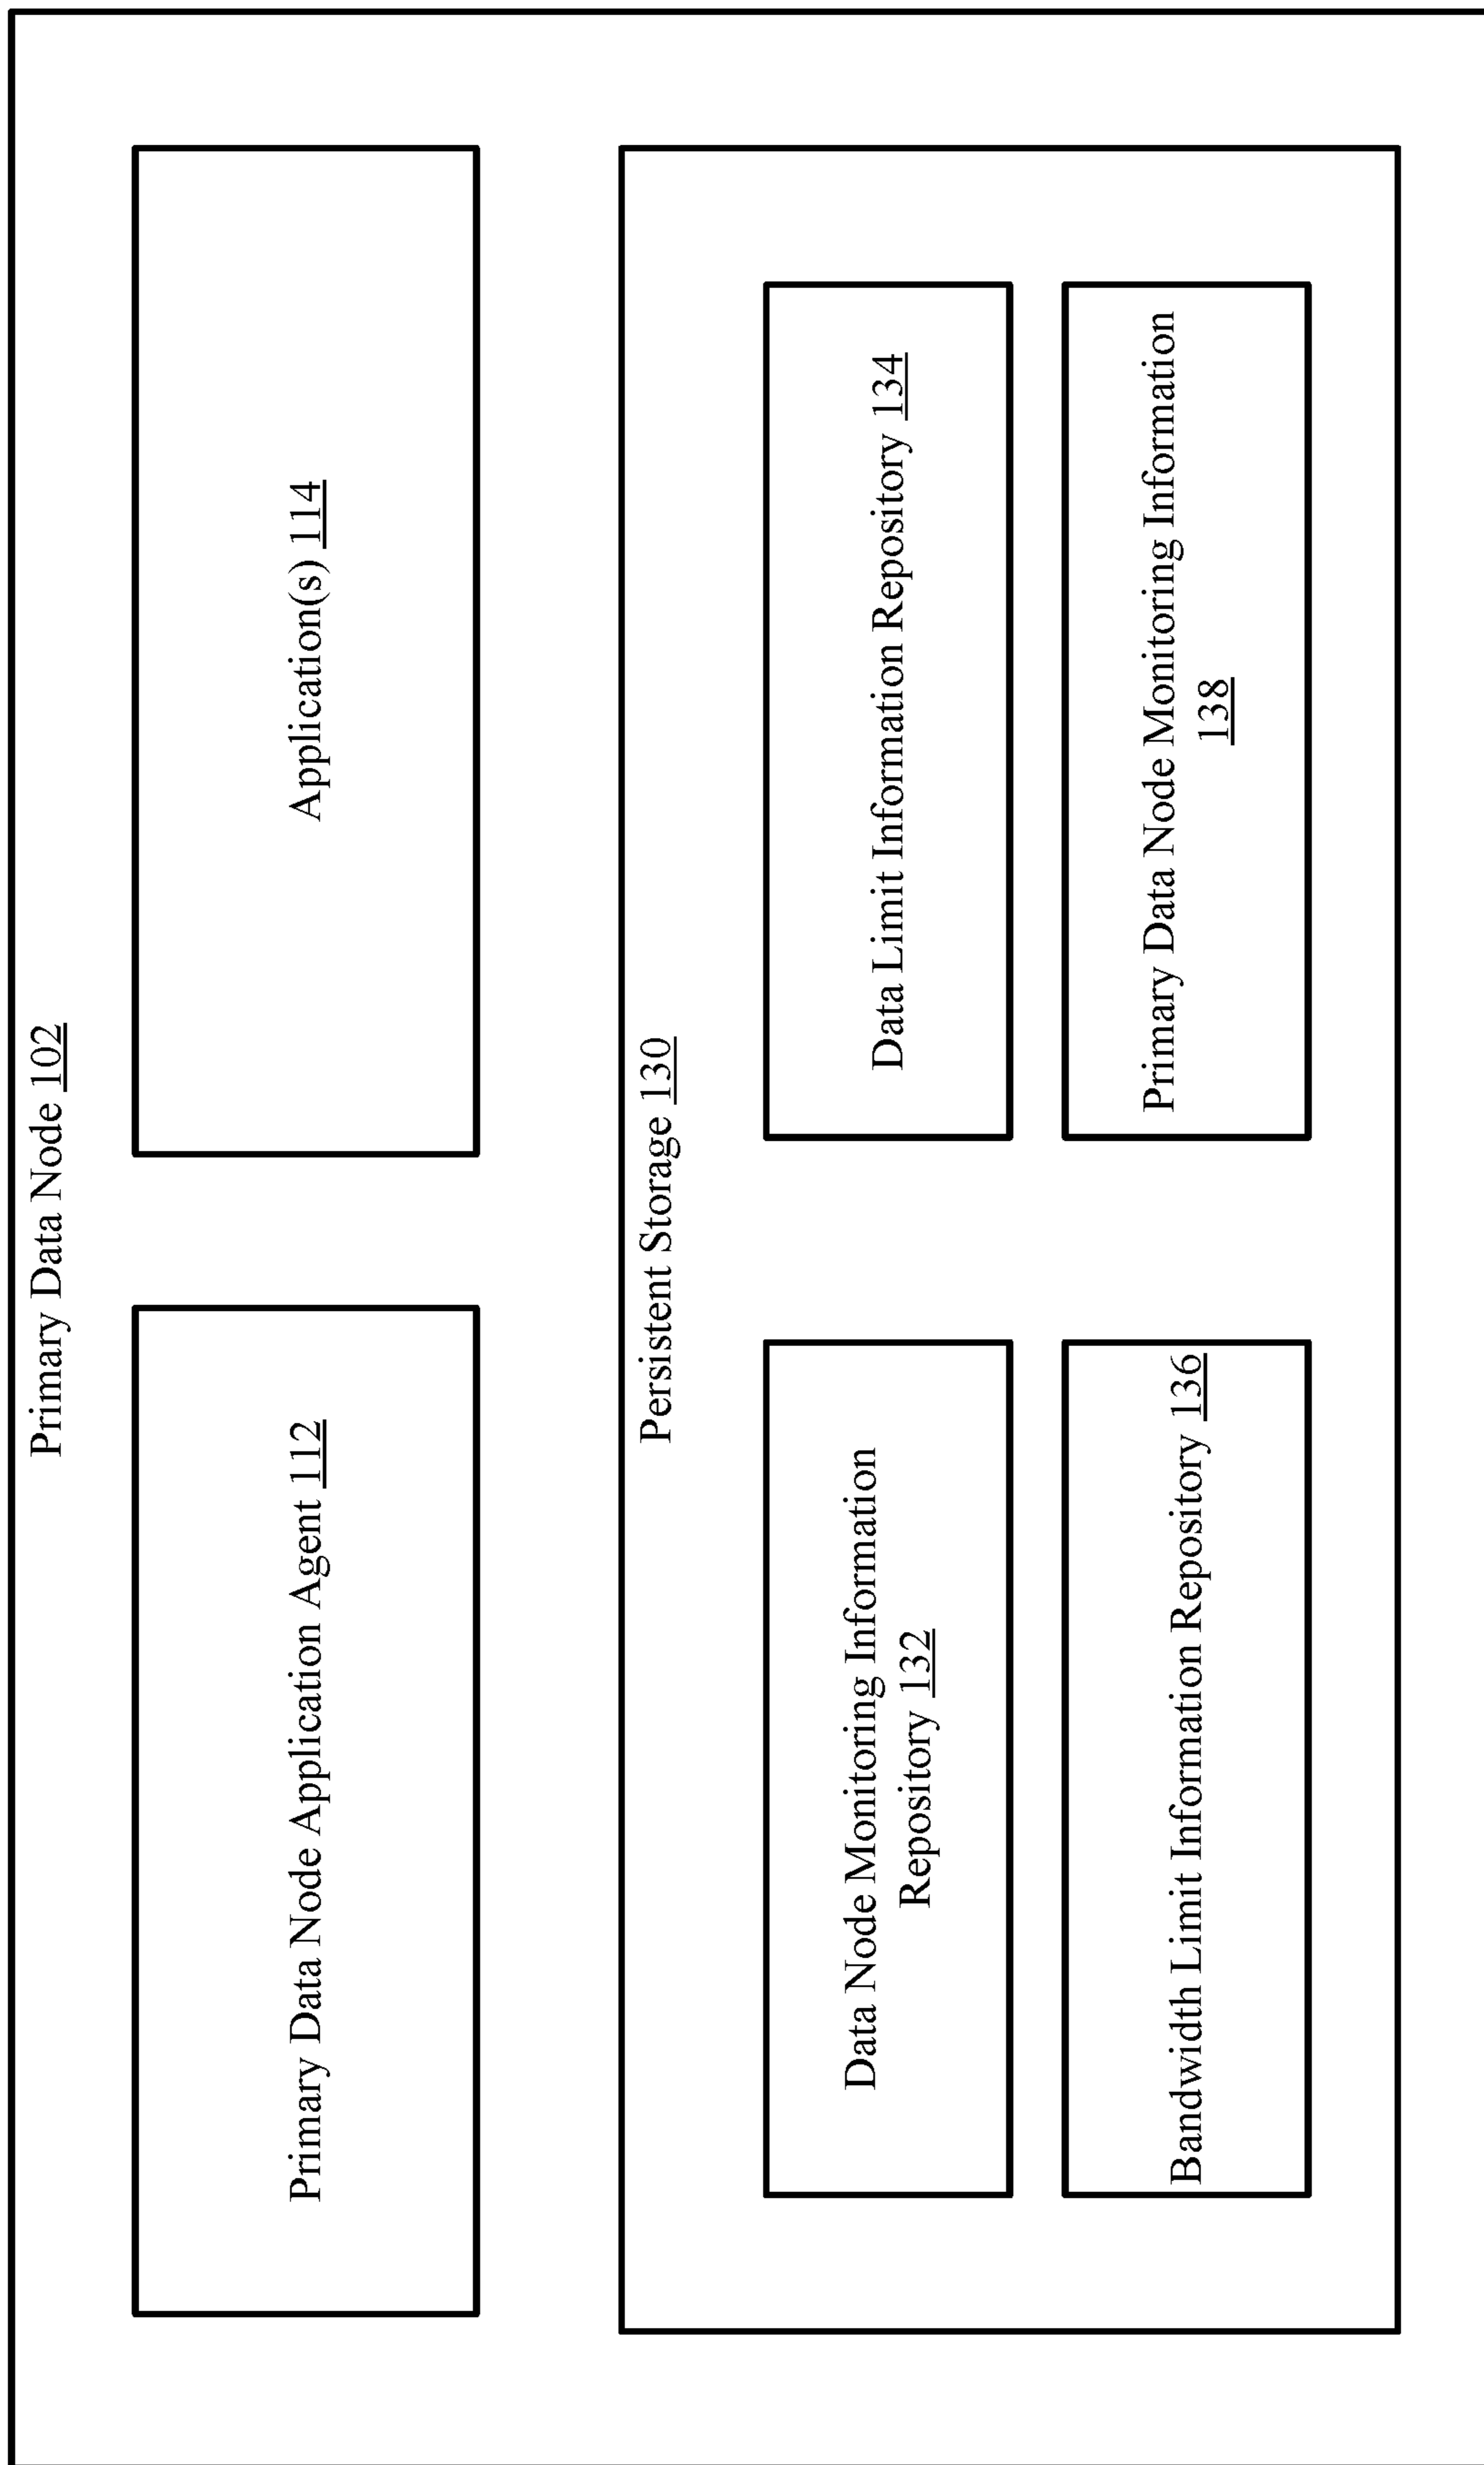 Primary Data Node 102
Primary Data Node Application Agent 112
Application(s) 114
Persistent Storage 130
Data Node Monitoring Information
Repository 132
Data Limit Information Repository 134
Bandwidth Limit Information Repository 136
Primary Data Node Monitoring Information
138